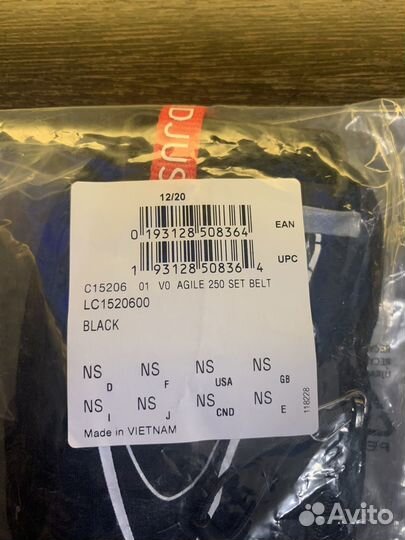 DJUS
12/20
0 193128 508364 EAN
1 93128 50836 4 UPC
C15206 01 V0 AGILE 250 SET BELT
LC1520600
BLACK
NS D NS F NS USA NS GB
NS I NS J NS CND NS E
118228
Made in VIETNAM
Avito